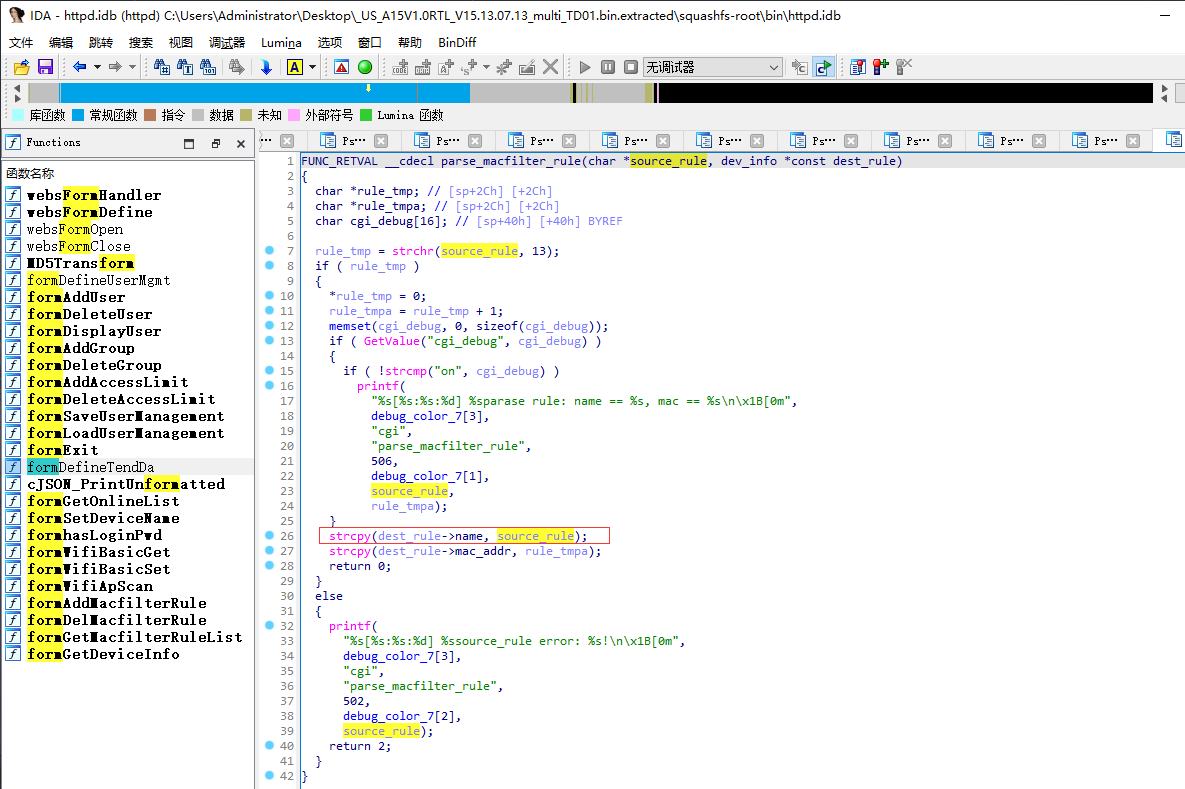 IDA - httpd.idb (httpd) C:\Users\Administrator\Desktop\_US_A15V1.0RTL_V15.13.07.13_multi_TD01.bin.extracted\squashfs-root\bin\httpd.idb
文件 编辑 跳转 搜索 视图 调试器 Lumina 选项 窗口 帮助 BinDiff
无调试器
库函数 常规函数 指令 数据 未知 外部符号 Lumina 函数
Functions
Ps··· Ps··· Ps··· Ps··· Ps··· Ps··· Ps··· Ps··· Ps···
函数名称
websFormHandler
websFormDefine
websFormOpen
websFormClose
MD5Transform
formDefineUserMgmt
formAddUser
formDeleteUser
formDisplayUser
formAddGroup
formDeleteGroup
formAddAccessLimit
formDeleteAccessLimit
formSaveUserManagement
formLoadUserManagement
formExit
formDefineTendDa
cJSON_PrintUnformatted
formGetOnlineList
formSetDeviceName
formhasLoginPwd
formWifiBasicGet
formWifiBasicSet
formWifiApScan
formAddMacfilterRule
formDelMacfilterRule
formGetMacfilterRuleList
formGetDeviceInfo
1 FUNC_RETVAL __cdecl parse_macfilter_rule(char *source_rule, dev_info *const dest_rule)
2 {
3 char *rule_tmp; // [sp+2Ch] [+2Ch]
4 char *rule_tmpa; // [sp+2Ch] [+2Ch]
5 char cgi_debug[16]; // [sp+40h] [+40h] BYREF
6
7 rule_tmp = strchr(source_rule, 13);
8 if ( rule_tmp )
9 {
10 *rule_tmp = 0;
11 rule_tmpa = rule_tmp + 1;
12 memset(cgi_debug, 0, sizeof(cgi_debug));
13 if ( GetValue("cgi_debug", cgi_debug) )
14 {
15 if ( !strcmp("on", cgi_debug) )
16 printf(
17 "%s[%s:%s:%d] %sparase rule: name == %s, mac == %s\n\x1B[0m",
18 debug_color_7[3],
19 "cgi",
20 "parse_macfilter_rule",
21 506,
22 debug_color_7[1],
23 source_rule,
24 rule_tmpa);
25 }
26 strcpy(dest_rule->name, source_rule);
27 strcpy(dest_rule->mac_addr, rule_tmpa);
28 return 0;
29 }
30 else
31 {
32 printf(
33 "%s[%s:%s:%d] %ssource_rule error: %s!\n\x1B[0m",
34 debug_color_7[3],
35 "cgi",
36 "parse_macfilter_rule",
37 502,
38 debug_color_7[2],
39 source_rule);
40 return 2;
41 }
42 }